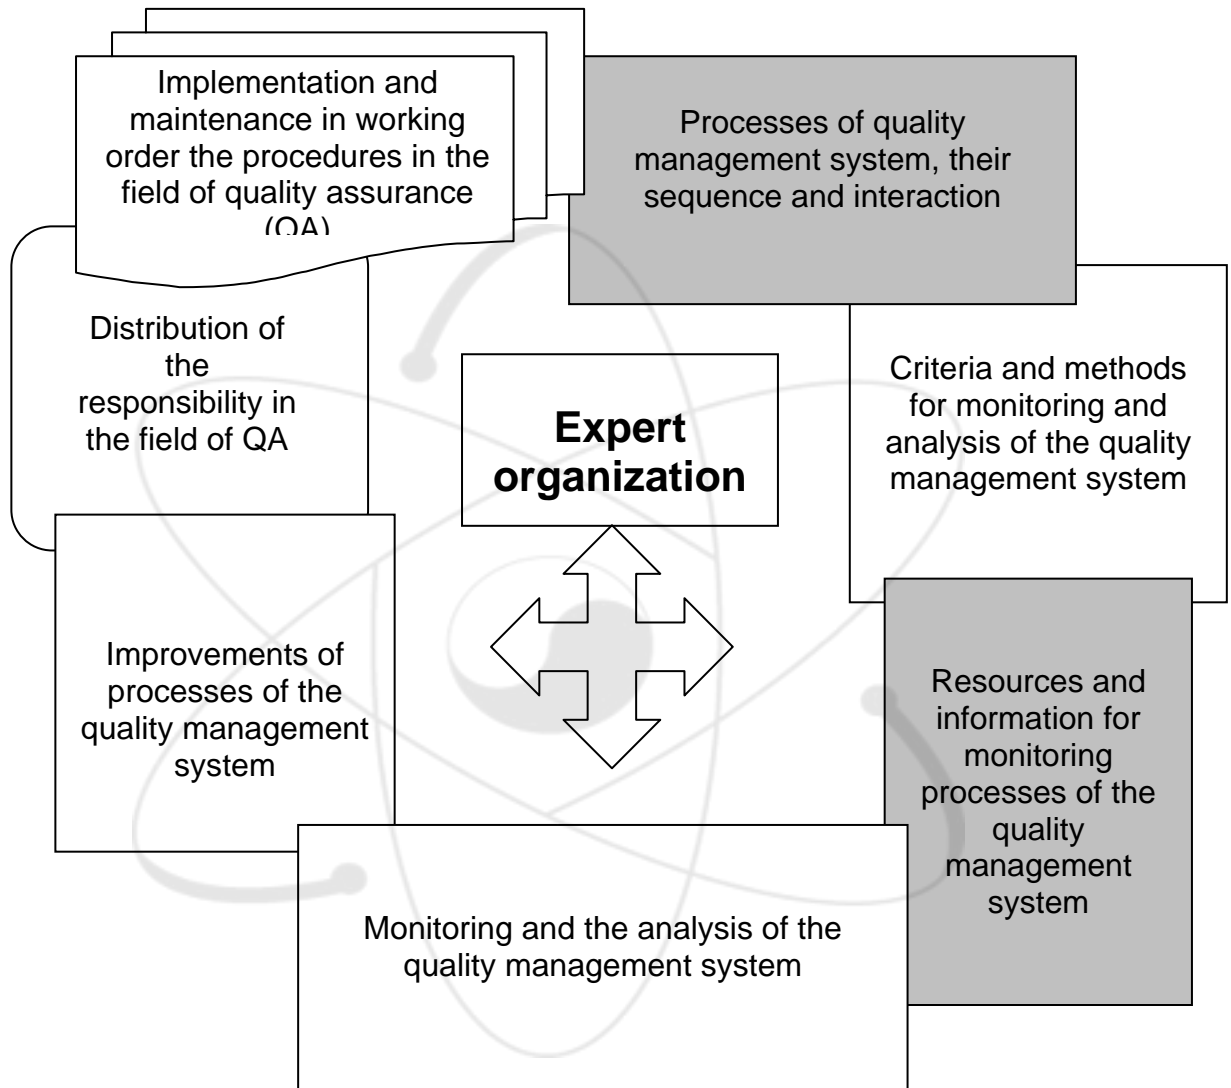 Implementation and
maintenance in working
order the procedures in the
field of quality assurance
(QA)
Processes of quality
management system, their
sequence and interaction
Distribution of
the
responsibility in
the field of QA
Expert
organization
Criteria and methods
for monitoring and
analysis of the quality
management system
Improvements of
processes of the
quality management
system
Resources and
information for
monitoring
processes of the
quality
management
system
Monitoring and the analysis of the
quality management system